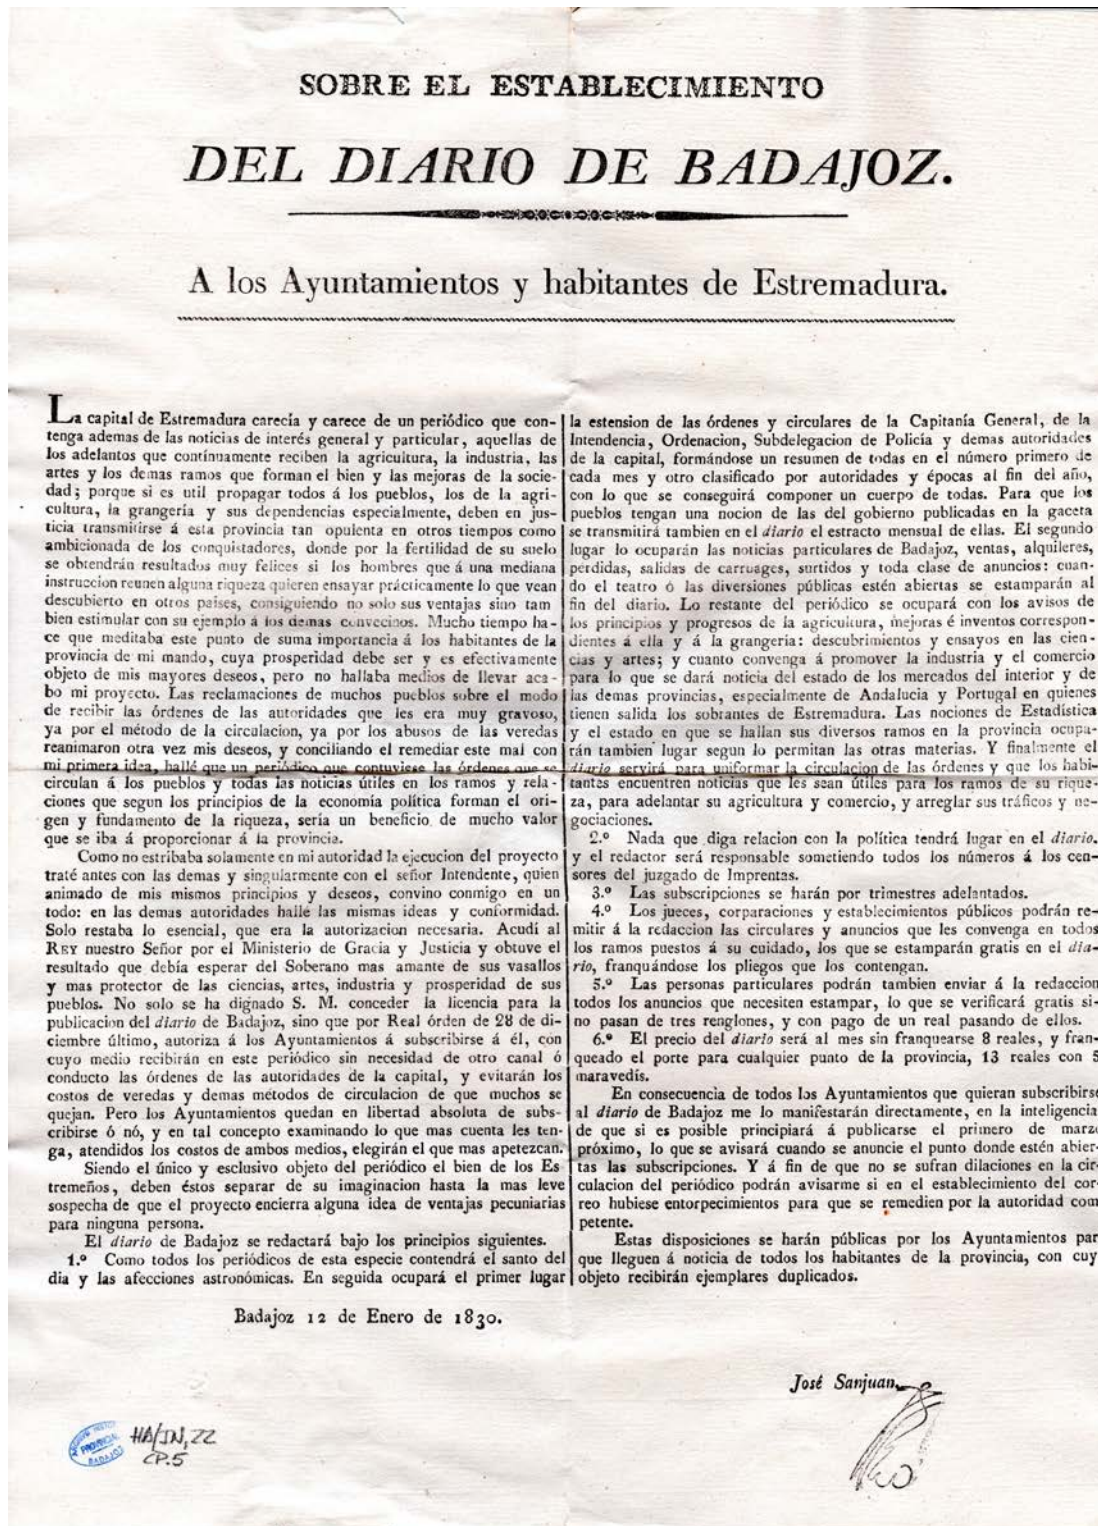 SOBRE EL ESTABLECIMIENTO
DEL DIARIO DE BADAJOZ.
A los Ayuntamientos y habitantes de Estremadura.
La capital de Estremadura carecía y carece de un periódico que con-
tenga ademas de las noticias de interés general y particular, aquellas de
los adelantos que contínuamente reciben la agricultura, la industria, las
artes y los demas ramos que forman el bien y las mejoras de la socie-
dad; porque si es util propagar todos á los pueblos, los de la agri-
cultura, la grangería y sus dependencias especialmente, deben en jus-
ticia transmitirse á esta provincia tan opulenta en otros tiempos como
ambicionada de los conquistadores, donde por la fertilidad de su suelo
se obtendrán resultados muy felices si los hombres que á una mediana
instruccion reunen alguna riqueza quieren ensayar prácticamente lo que vean
descubierto en otros paises, consiguiendo no solo sus ventajas sino tam
bien estimular con su ejemplo á los demas convecinos. Mucho tiempo ha-
ce que meditaba este punto de suma importancia á los habitantes de la
provincia de mi mando, cuya prosperidad debe ser y es efectivamente
objeto de mis mayores deseos, pero no hallaba medios de llevar aca-
bo mi proyecto. Las reclamaciones de muchos pueblos sobre el modo
de recibir las órdenes de las autoridades que les era muy gravoso,
ya por el método de la circulacion, ya por los abusos de las veredas
reanimaron otra vez mis deseos, y conciliando el remediar este mal con
mi primera idea, hallé que un periódico que contuviese las órdenes que se
circulan á los pueblos y todas las noticias útiles en los ramos y rela-
ciones que segun los principios de la economía política forman el orí-
gen y fundamento de la riqueza, sería un beneficio de mucho valor
que se iba á proporcionar á la provincia.
Como no estribaba solamente en mi autoridad la ejecucion del proyecto
traté antes con las demas y singularmente con el señor Intendente, quien
animado de mis mismos principios y deseos, convino conmigo en un
todo: en las demas autoridades hallé las mismas ideas y conformidad.
Solo restaba lo esencial, que era la autorizacion necesaria. Acudí al
REY nuestro Señor por el Ministerio de Gracia y Justicia y obtuve el
resultado que debía esperar del Soberano mas amante de sus vasallos
y mas protector de las ciencias, artes, industria y prosperidad de sus
pueblos. No solo se ha dignado S. M. conceder la licencia para la
publicacion del diario de Badajoz, sino que por Real órden de 28 de di-
ciembre último, autoriza á los Ayuntamientos á subscribirse á él, con
cuyo medio recibirán en este periódico sin necesidad de otro canal ó
conducto las órdenes de las autoridades de la capital, y evitarán los
costos de veredas y demas métodos de circulacion de que muchos se
quejan. Pero los Ayuntamientos quedan en libertad absoluta de subs-
cribirse ó nó, y en tal concepto examinando lo que mas cuenta les ten-
ga, atendidos los costos de ambos medios, elegirán el que mas apetezcan.
Siendo el único y esclusivo objeto del periódico el bien de los Es
tremeños, deben éstos separar de su imaginacion hasta la mas leve
sospecha de que el proyecto encierra alguna idea de ventajas pecuniarias
para ninguna persona.
El diario de Badajoz se redactará bajo los principios siguientes.
1.º Como todos los periódicos de esta especie contendrá el santo del
dia y las afecciones astronómicas. En seguida ocupará el primer lugar
la estension de las órdenes y circulares de la Capitanía General, de la
Intendencia, Ordenacion, Subdelegacion de Policía y demas autoridades
de la capital, formándose un resumen de todas en el número primero de
cada mes y otro clasificado por autoridades y épocas al fin del año,
con lo que se conseguirá componer un cuerpo de todas. Para que los
pueblos tengan una nocion de las del gobierno publicadas en la gaceta
se transmitirá tambien en el diario el estracto mensual de ellas. El segundo
lugar lo ocuparán las noticias particulares de Badajoz, ventas, alquileres,
pérdidas, salidas de carruages, surtidos y toda clase de anuncios: cuan-
do el teatro ó las diversiones públicas estén abiertas se estamparán al
fin del diario. Lo restante del periódico se ocupará con los avisos de
los principios y progresos de la agricultura, mejoras é inventos correspon-
dientes á ella y á la grangería: descubrimientos y ensayos en las cien-
cias y artes; y cuanto convenga á promover la industria y el comercio
para lo que se dará noticia del estado de los mercados del interior y de
las demas provincias, especialmente de Andalucia y Portugal en quienes
tienen salida los sobrantes de Estremadura. Las nociones de Estadística
y el estado en que se hallan sus diversos ramos en la provincia ocupa-
rán tambien lugar segun lo permitan las otras materias. Y finalmente el
diario servirá para uniformar la circulacion de las órdenes y que los habi-
tantes encuentren noticias que les sean útiles para los ramos de su rique-
za, para adelantar su agricultura y comercio, y arreglar sus tráficos y ne-
gociaciones.
2.º Nada que diga relacion con la política tendrá lugar en el diario.
y el redactor será responsable sometiendo todos los números á los cen-
sores del juzgado de Imprentas.
3.º Las subscripciones se harán por trimestres adelantados.
4.º Los jueces, corparaciones y establecimientos públicos podrán re-
mitir á la redaccion las circulares y anuncios que les convenga en todos
los ramos puestos á su cuidado, los que se estamparán gratis en el dia-
rio, franquándose los pliegos que los contengan.
5.º Las personas particulares podrán tambien enviar á la redaccion
todos los anuncios que necesiten estampar, lo que se verificará gratis si-
no pasan de tres renglones, y con pago de un real pasando de ellos.
6.º El precio del diario será al mes sin franquearse 8 reales, y fran-
queado el porte para cualquier punto de la provincia, 13 reales con 5
maravedís.
En consecuencia de todos los Ayuntamientos que quieran subscribirse
al diario de Badajoz me lo manifestarán directamente, en la inteligencia
de que si es posible principiará á publicarse el primero de marzo
próximo, lo que se avisará cuando se anuncie el punto donde estén abier-
tas las subscripciones. Y á fin de que no se sufran dilaciones en la cir-
culacion del periódico podrán avisarme si en el establecimiento del cor-
reo hubiese entorpecimientos para que se remedien por la autoridad com
petente.
Estas disposiciones se harán públicas por los Ayuntamientos par
que lleguen á noticia de todos los habitantes de la provincia, con cuy
objeto recibirán ejemplares duplicados.
Badajoz 12 de Enero de 1830.
José Sanjuan
PROVINCIAL
BADAJOZ
HA/IN, 22
CP.5